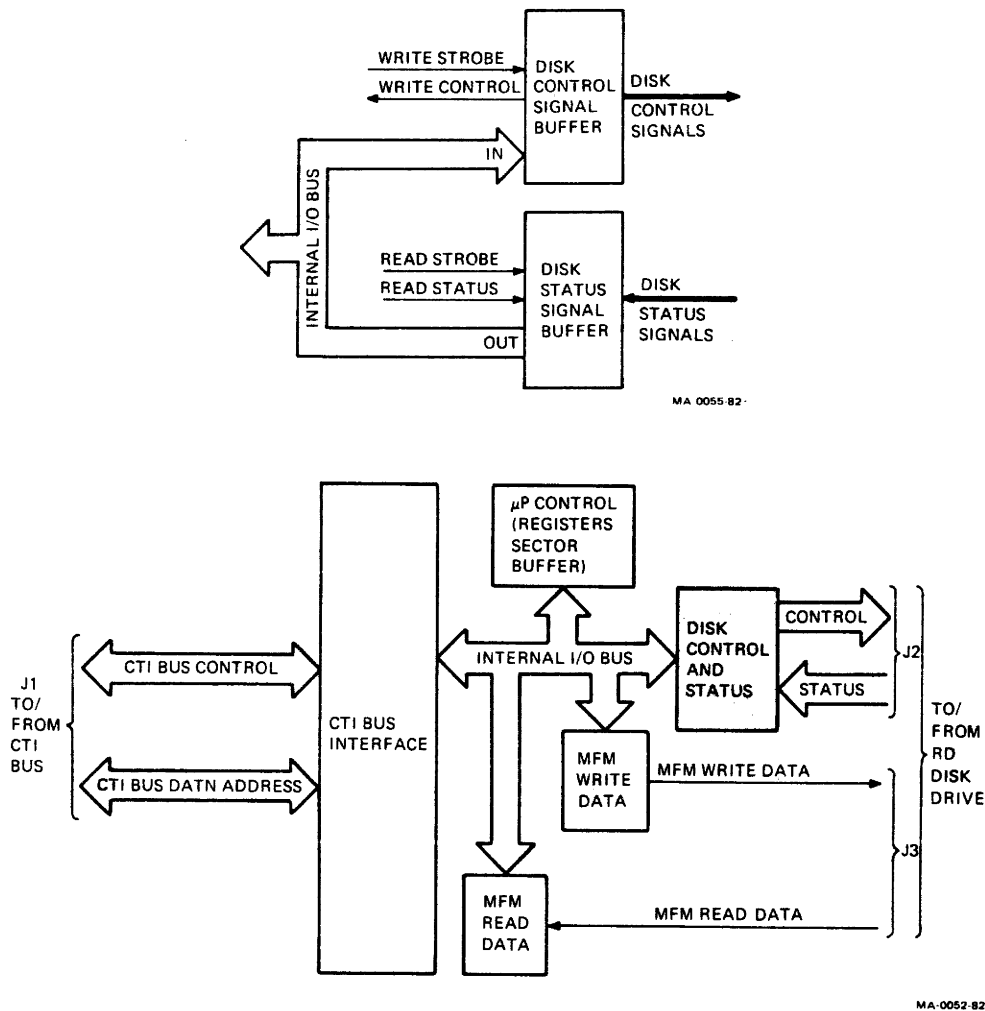 WRITE STROBE
WRITE CONTROL
DISK
CONTROL
SIGNAL
BUFFER
DISK
CONTROL
SIGNALS
IN
INTERNAL I/O BUS
READ STROBE
READ STATUS
DISK
STATUS
SIGNAL
BUFFER
DISK
STATUS
SIGNALS
OUT
MA 0055-82
µP CONTROL
(REGISTERS
SECTOR
BUFFER)
J1
TO/
FROM
CTI
BUS
CTI BUS CONTROL
CTI BUS DATN ADDRESS
CTI BUS
INTERFACE
INTERNAL I/O BUS
DISK
CONTROL
AND
STATUS
CONTROL
STATUS
J2
MFM
WRITE
DATA
MFM WRITE DATA
TO/
FROM
RD
DISK
DRIVE
J3
MFM
READ
DATA
MFM READ DATA
MA-0052-82